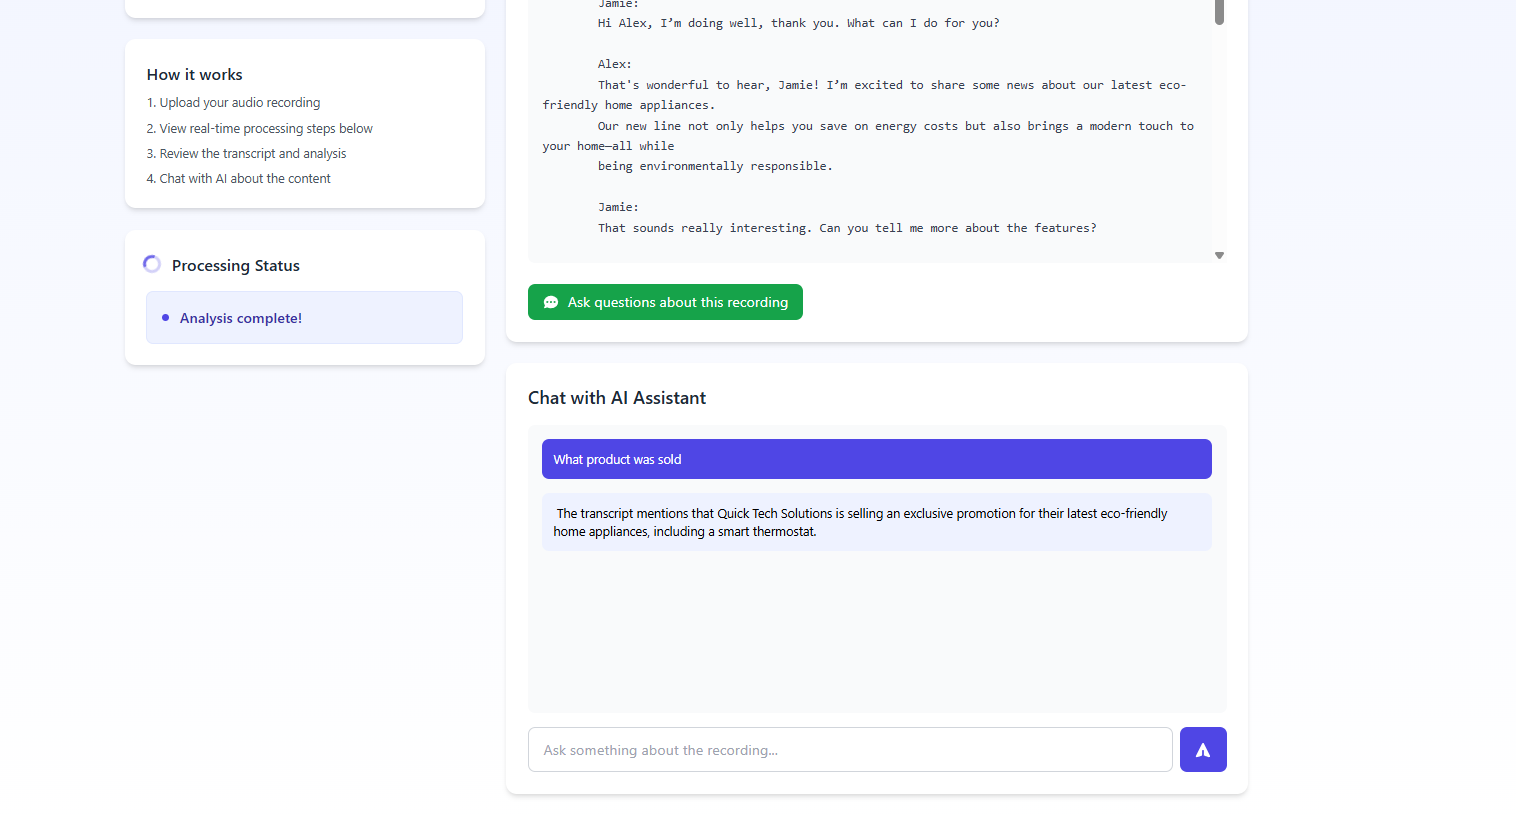 How it works
1. Upload your audio recording
2. View real-time processing steps below
3. Review the transcript and analysis
4. Chat with AI about the content
Processing Status
Analysis complete!
Jamie:
Hi Alex, I’m doing well, thank you. What can I do for you?
Alex:
That's wonderful to hear, Jamie! I’m excited to share some news about our latest eco-
friendly home appliances.
Our new line not only helps you save on energy costs but also brings a modern touch to
your home—all while
being environmentally responsible.
Jamie:
That sounds really interesting. Can you tell me more about the features?
Ask questions about this recording
Chat with AI Assistant
What product was sold
The transcript mentions that Quick Tech Solutions is selling an exclusive promotion for their latest eco-friendly
home appliances, including a smart thermostat.
Ask something about the recording...